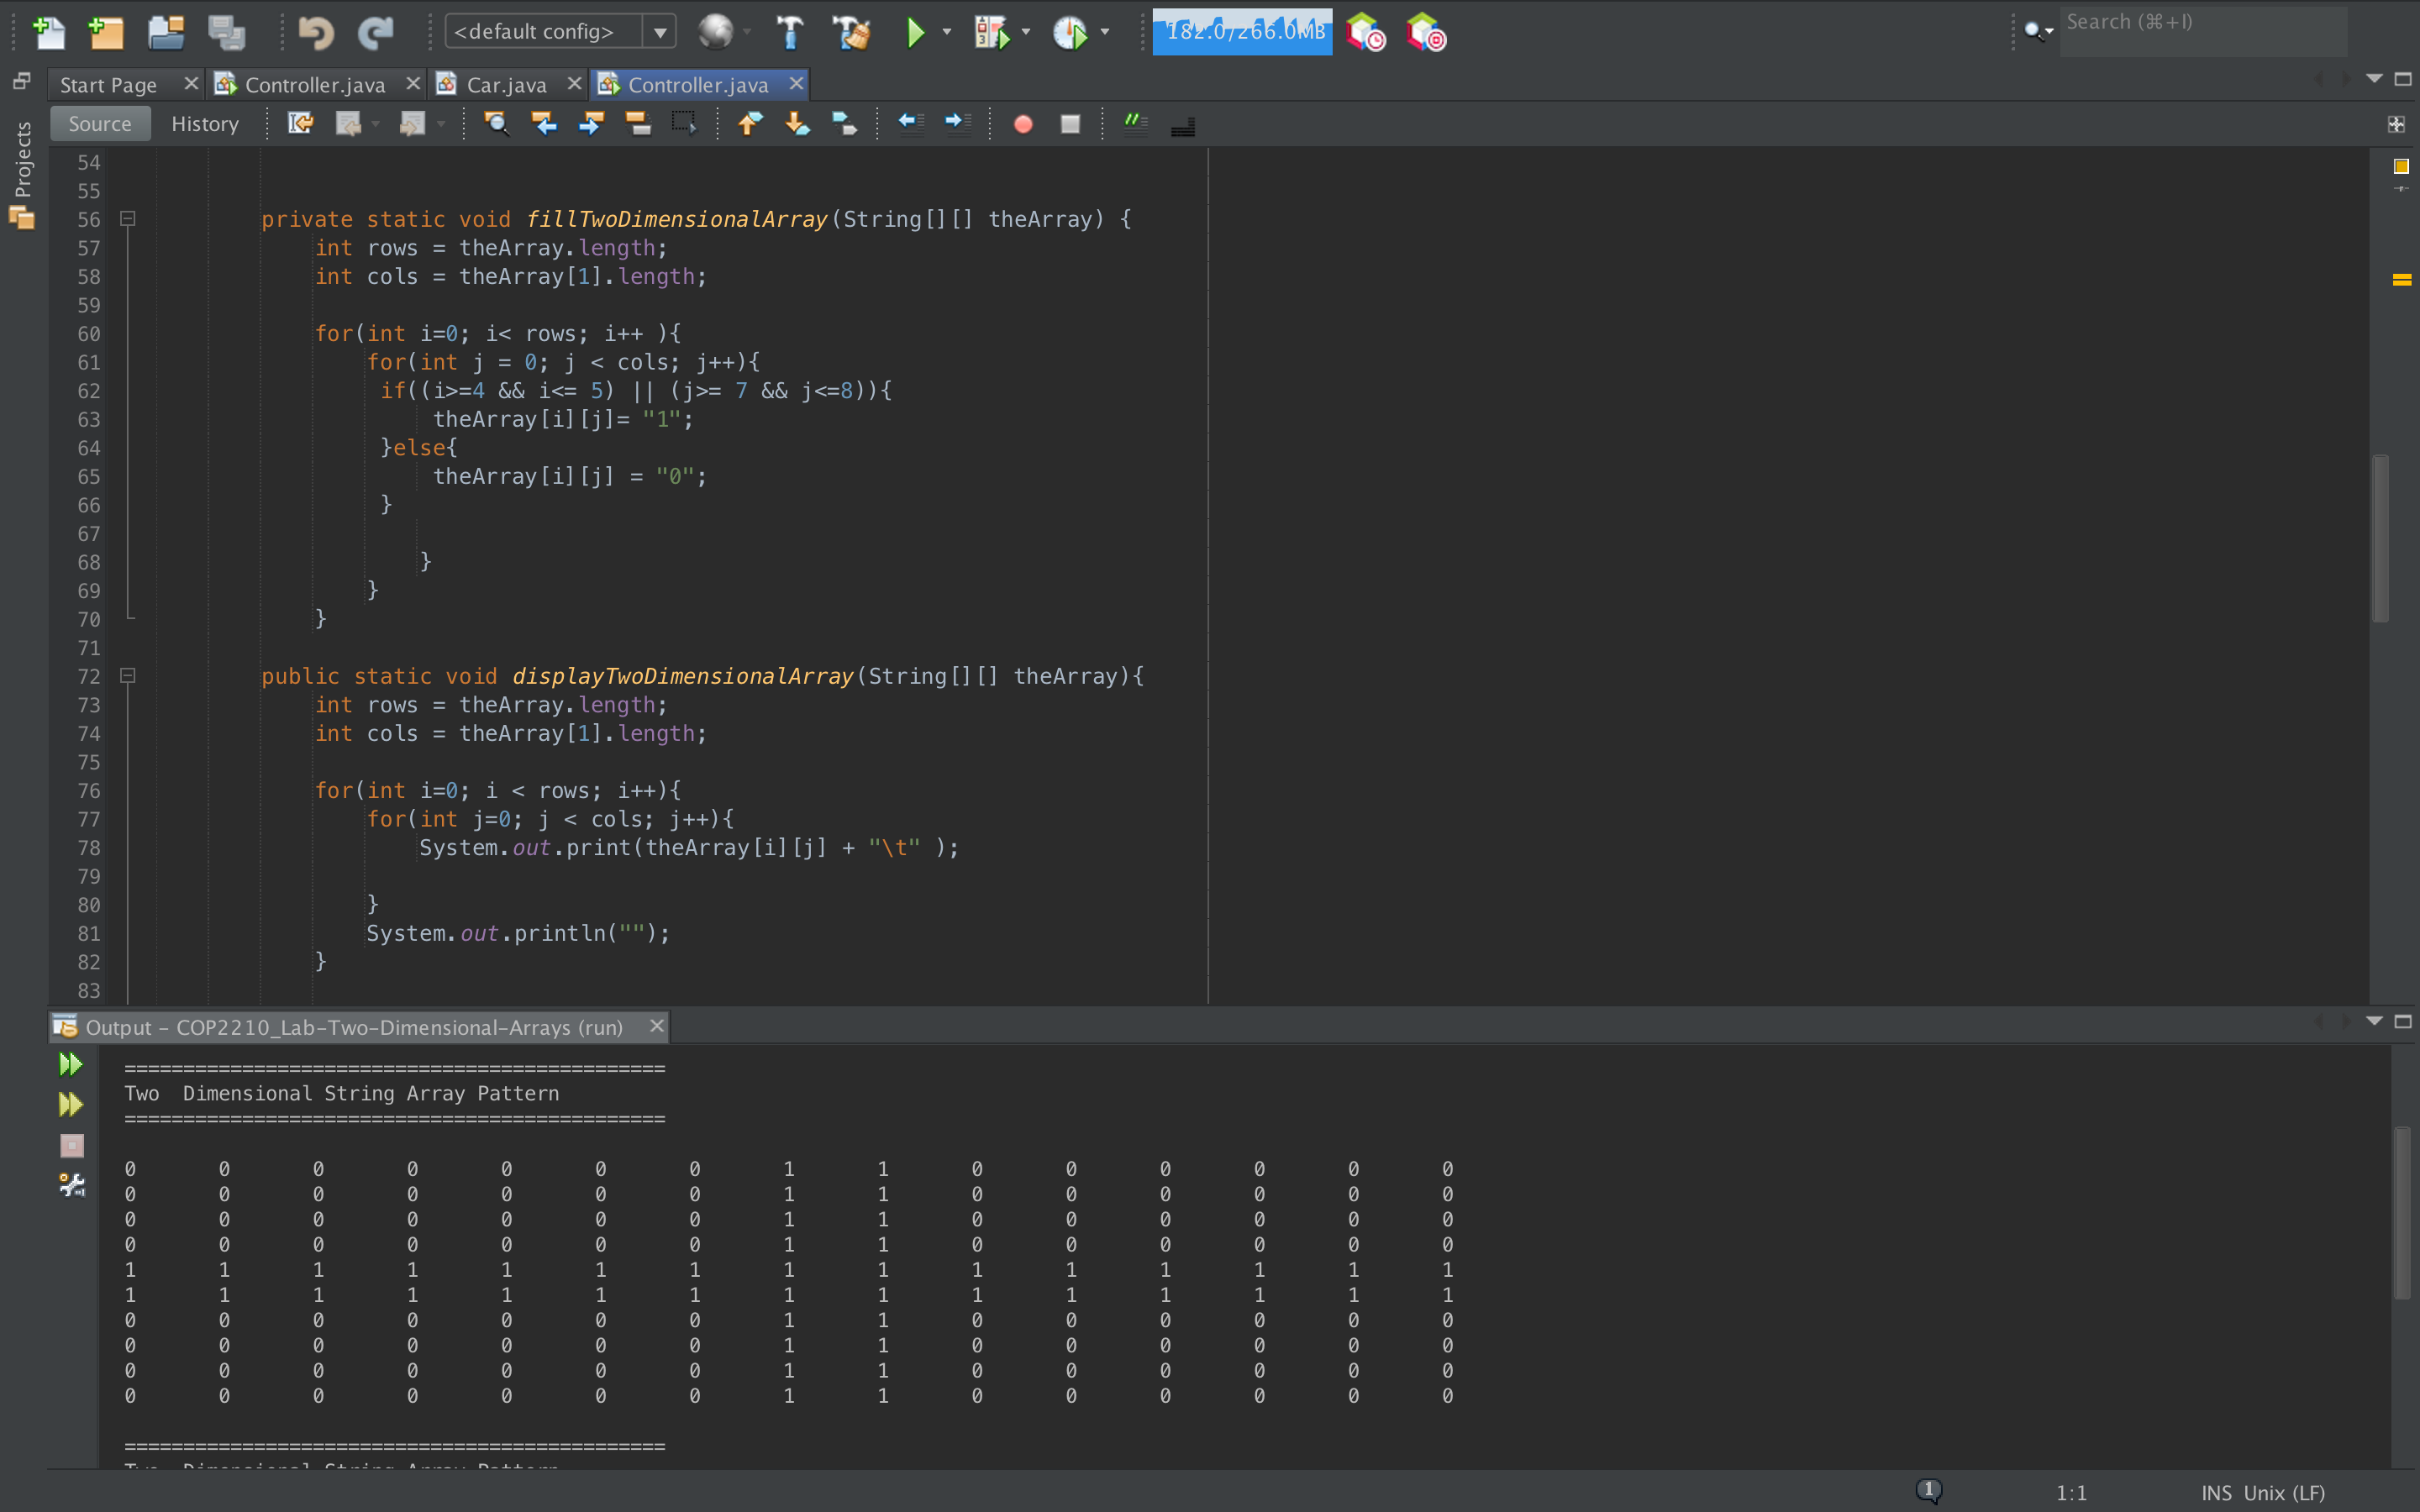 <default config>
182.0/266.0MB
Search (⌘+I)
Start Page
Controller.java
Car.java
Controller.java
Projects
Source
History
54
55
56 private static void fillTwoDimensionalArray(String[][] theArray) {
57 int rows = theArray.length;
58 int cols = theArray[1].length;
59
60 for(int i=0; i< rows; i++ ){
61 for(int j = 0; j < cols; j++){
62 if((i>=4 && i<= 5) || (j>= 7 && j<=8)){
63 theArray[i][j]= "1";
64 }else{
65 theArray[i][j] = "0";
66 }
67
68 }
69 }
70 }
71
72 public static void displayTwoDimensionalArray(String[][] theArray){
73 int rows = theArray.length;
74 int cols = theArray[1].length;
75
76 for(int i=0; i < rows; i++){
77 for(int j=0; j < cols; j++){
78 System.out.print(theArray[i][j] + "\t" );
79
80 }
81 System.out.println("");
82 }
83
Output - COP2210_Lab-Two-Dimensional-Arrays (run)
==============================================
Two  Dimensional String Array Pattern
==============================================
0 0 0 0 0 0 0 1 1 0 0 0 0 0 0
0 0 0 0 0 0 0 1 1 0 0 0 0 0 0
0 0 0 0 0 0 0 1 1 0 0 0 0 0 0
0 0 0 0 0 0 0 1 1 0 0 0 0 0 0
1 1 1 1 1 1 1 1 1 1 1 1 1 1 1
1 1 1 1 1 1 1 1 1 1 1 1 1 1 1
0 0 0 0 0 0 0 1 1 0 0 0 0 0 0
0 0 0 0 0 0 0 1 1 0 0 0 0 0 0
0 0 0 0 0 0 0 1 1 0 0 0 0 0 0
0 0 0 0 0 0 0 1 1 0 0 0 0 0 0
==============================================
Two  Dimensional String Array Pattern
1
1:1
INS Unix (LF)